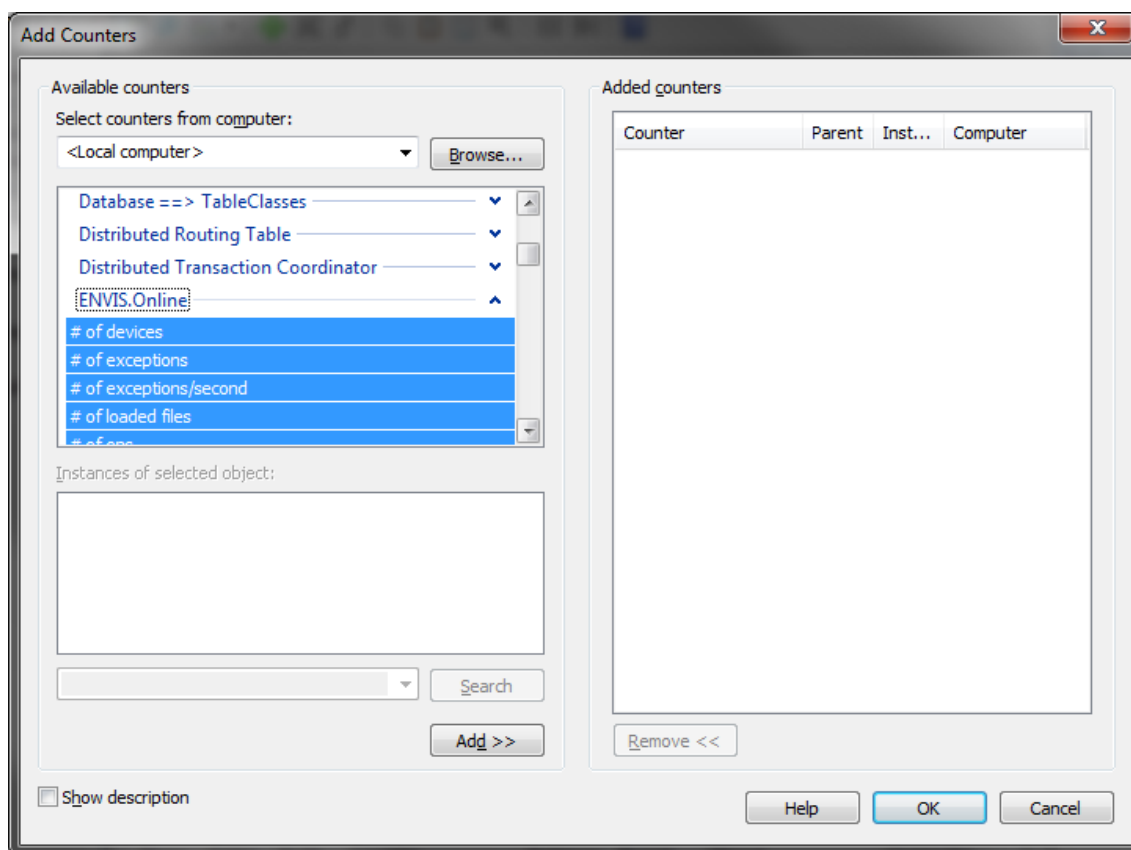 Add Counters
Available counters
Select counters from computer:
<Local computer>
Browse...
Database ==> TableClasses
Distributed Routing Table
Distributed Transaction Coordinator
ENVIS.Online
# of devices
# of exceptions
# of exceptions/second
# of loaded files
# of ops
Instances of selected object:
Search
Add >>
Show description
Added counters
Counter Parent Inst... Computer
Remove <<
Help OK Cancel